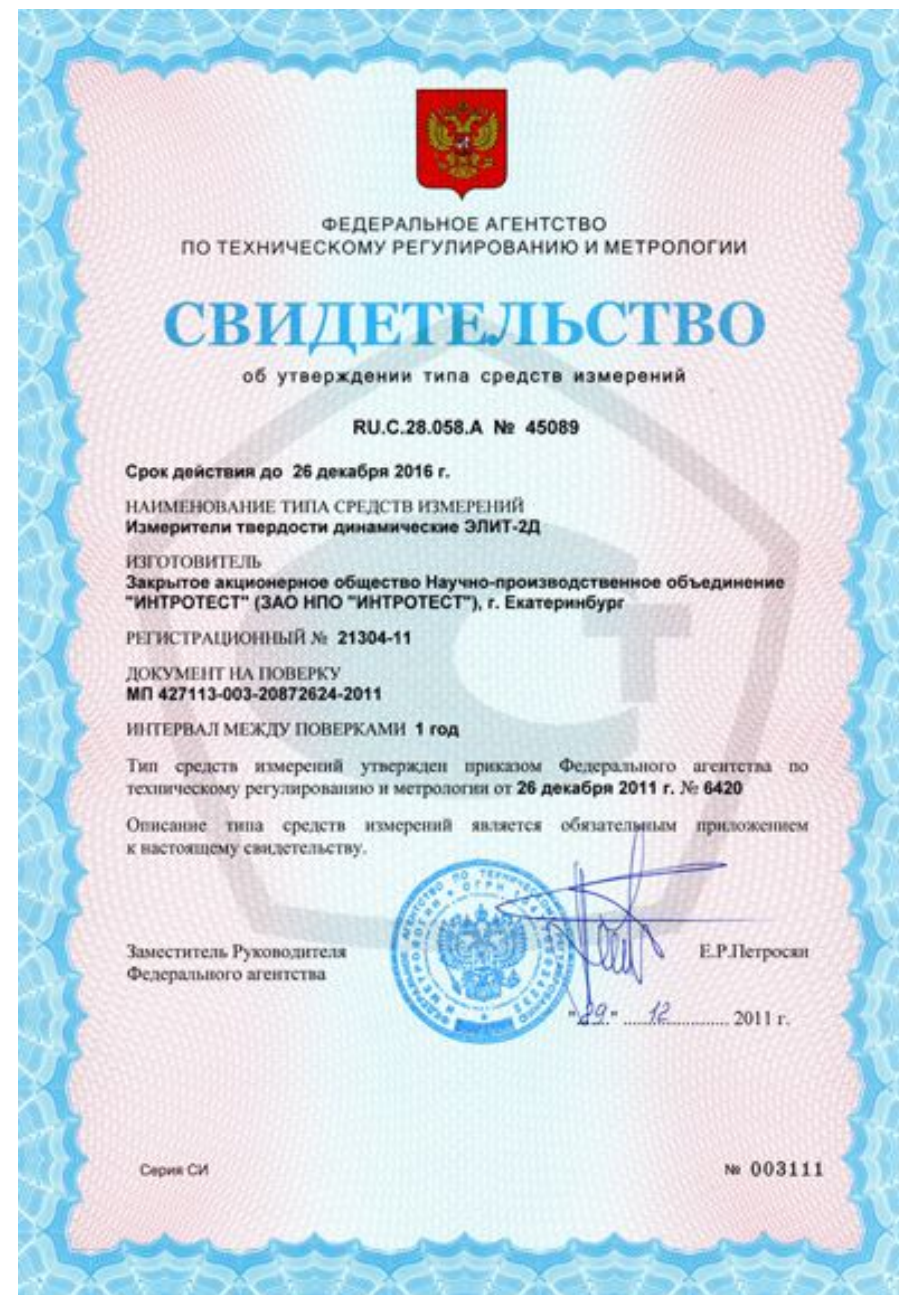 ФЕДЕРАЛЬНОЕ АГЕНТСТВО
ПО ТЕХНИЧЕСКОМУ РЕГУЛИРОВАНИЮ И МЕТРОЛОГИИ
СВИДЕТЕЛЬСТВО
об утверждении типа средств измерений
RU.C.28.058.A № 45089
Срок действия до 26 декабря 2016 г.
НАИМЕНОВАНИЕ ТИПА СРЕДСТВ ИЗМЕРЕНИЙ
Измерители твердости динамические ЭЛИТ-2Д
ИЗГОТОВИТЕЛЬ
Закрытое акционерное общество Научно-производственное объединение
"ИНТРОТЕСТ" (ЗАО НПО "ИНТРОТЕСТ"), г. Екатеринбург
РЕГИСТРАЦИОННЫЙ № 21304-11
ДОКУМЕНТ НА ПОВЕРКУ
МП 427113-003-20872624-2011
ИНТЕРВАЛ МЕЖДУ ПОВЕРКАМИ 1 год
Тип средств измерений утвержден приказом Федерального агентства по
техническому регулированию и метрологии от 26 декабря 2011 г. № 6420
Описание типа средств измерений является обязательным приложением
к настоящему свидетельству.
Заместитель Руководителя
Федерального агентства
Е.Р.Петросян
"29" 12 2011 г.
Серия СИ
№ 003111